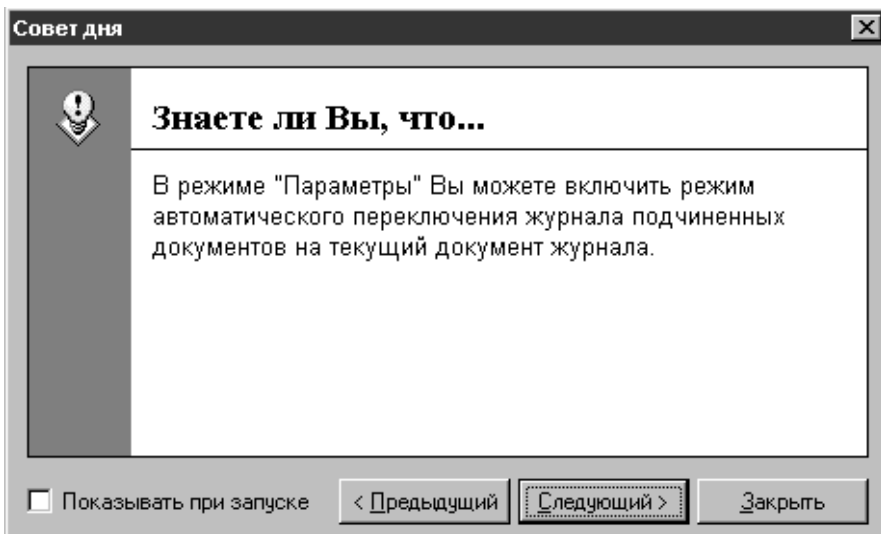 Совет дня
Знаете ли Вы, что...
В режиме "Параметры" Вы можете включить режим
автоматического переключения журнала подчиненных
документов на текущий документ журнала.
Показывать при запуске
< Предыдущий
Следующий >
Закрыть